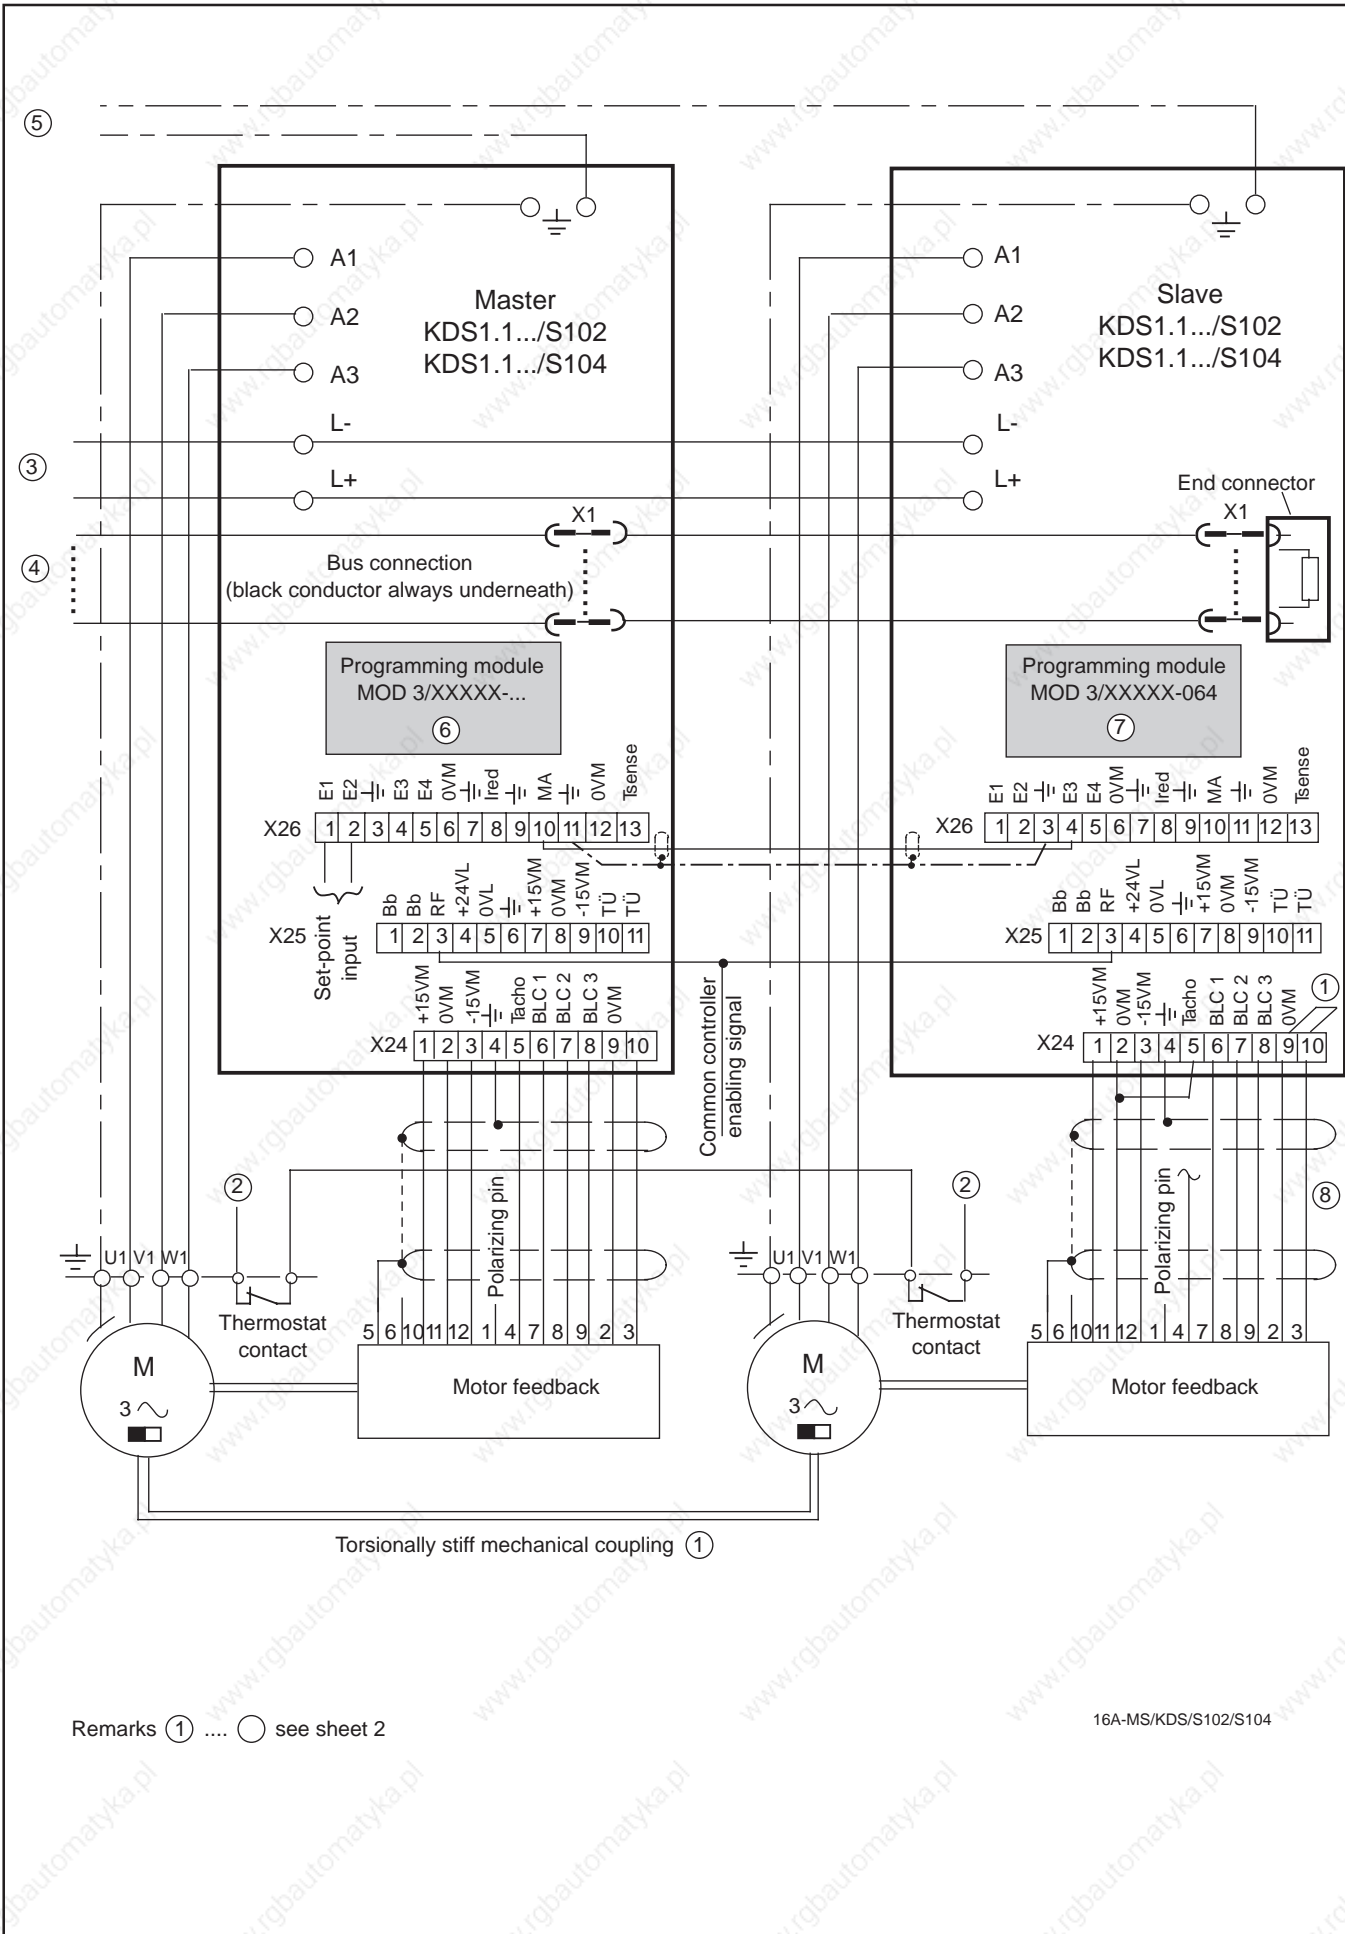 5
A1
Master
A2
KDS1.1.../S102
KDS1.1.../S104
A3
L-
3
L+
X1
4
Bus connection
(black conductor always underneath)
Programming module
MOD 3/XXXXX-...
6
E1 E2 E3 E4 0VM Ired MA 0VM Tsense
X26 1 2 3 4 5 6 7 8 9 10 11 12 13
Set-point
input
Bb Bb RF +24VL 0VL +15VM 0VM -15VM TÜ TÜ
X25 1 2 3 4 5 6 7 8 9 10 11
+15VM 0VM -15VM Tacho BLC 1 BLC 2 BLC 3 0VM
X24 1 2 3 4 5 6 7 8 9 10
Common controller
enabling signal
A1
Slave
A2
KDS1.1.../S102
KDS1.1.../S104
A3
L-
L+
End connector
X1
Programming module
MOD 3/XXXXX-064
7
E1 E2 E3 E4 0VM Ired MA 0VM Tsense
X26 1 2 3 4 5 6 7 8 9 10 11 12 13
Bb Bb RF +24VL 0VL +15VM 0VM -15VM TÜ TÜ
X25 1 2 3 4 5 6 7 8 9 10 11
+15VM 0VM -15VM Tacho BLC 1 BLC 2 BLC 3 0VM
1
X24 1 2 3 4 5 6 7 8 9 10
2
Polarizing pin
U1 V1 W1
Thermostat
contact
5 6 10 11 12 1 4 7 8 9 2 3
M
3
Motor feedback
2
Polarizing pin
8
U1 V1 W1
Thermostat
contact
5 6 10 11 12 1 4 7 8 9 2 3
M
3
Motor feedback
Torsionally stiff mechanical coupling 1
Remarks 1 .... see sheet 2
16A-MS/KDS/S102/S104
www.rgbautomatyka.pl